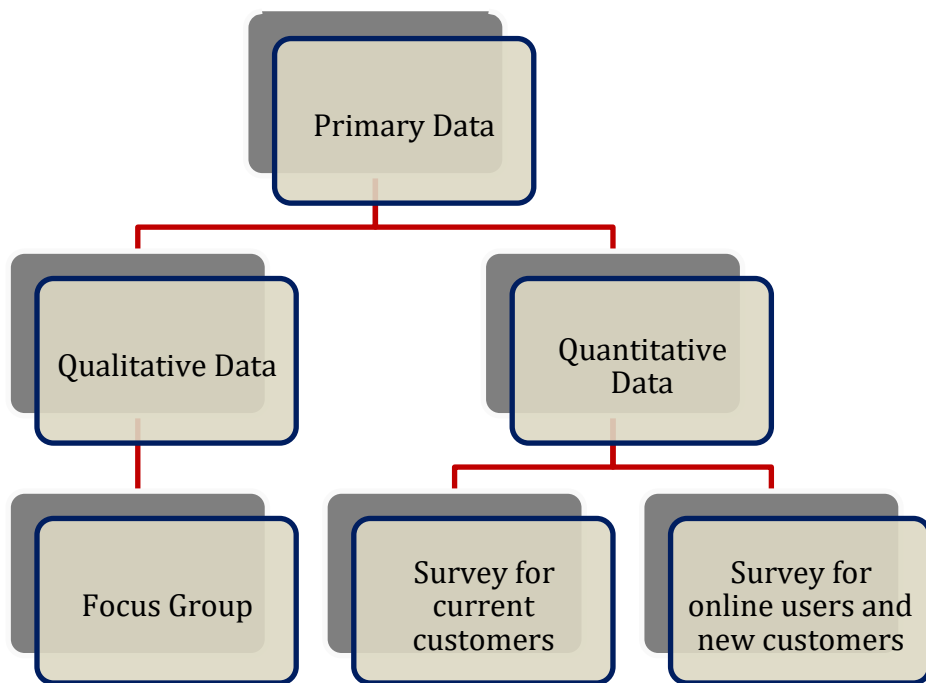 Primary Data
Qualitative Data
Quantitative
Data
Focus Group
Survey for
current
customers
Survey for
online users and
new customers